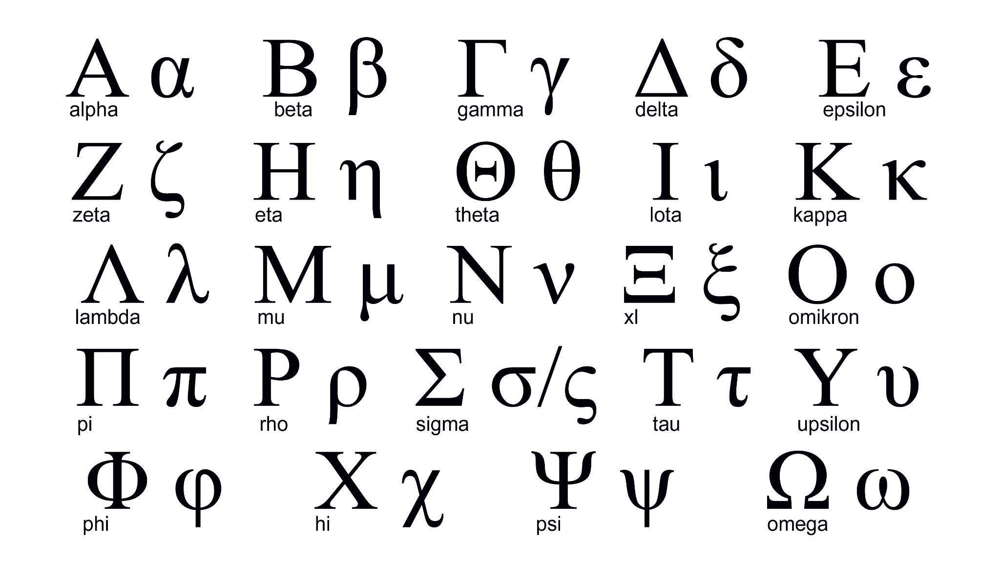 Α α Β β Γ γ Δ δ Ε ε
alpha beta gamma delta epsilon
Ζ ζ Η η Θ θ Ι ι Κ κ
zeta eta theta lota kappa
Λ λ Μ μ Ν ν Ξ ξ Ο ο
lambda mu nu xl omikron
Π π Ρ ρ Σ σ/ς Τ τ Υ υ
pi rho sigma tau upsilon
Φ φ Χ χ Ψ ψ Ω ω
phi hi psi omega